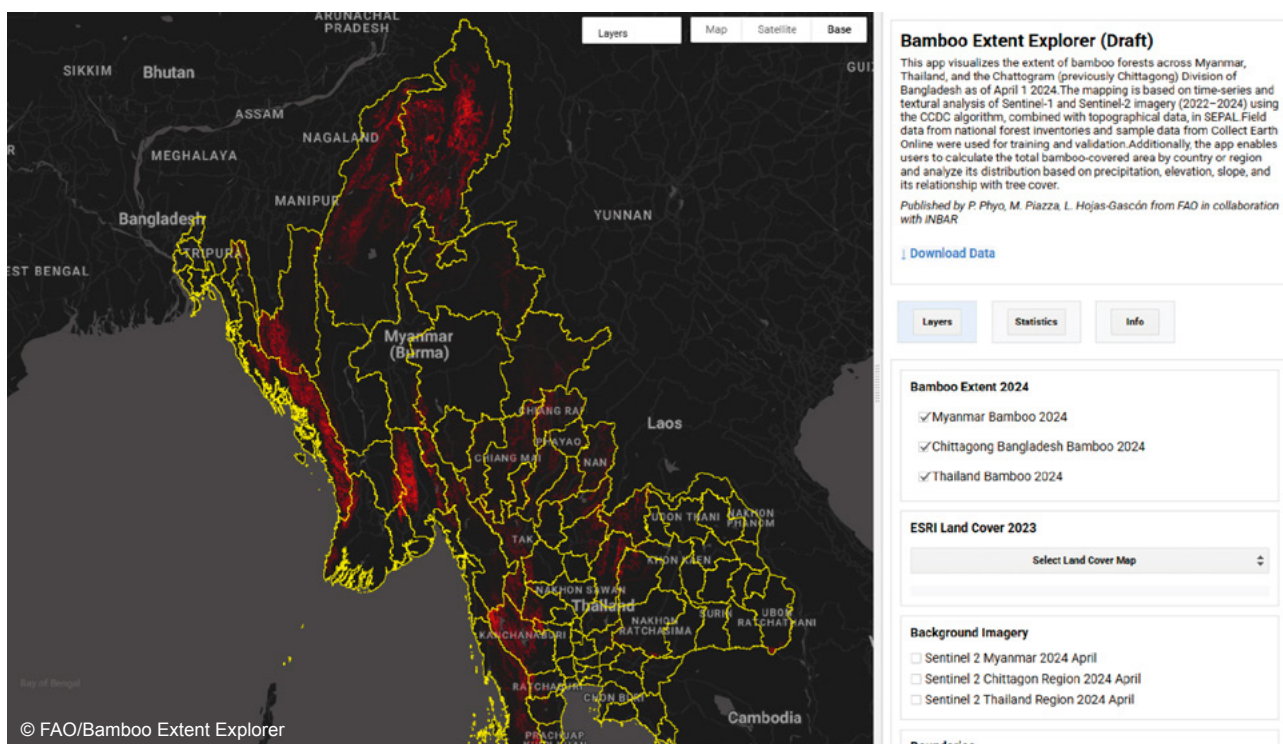 ARUNACHAL
PRADESH
Layers
Map
Satellite
Base
SIKKIM
Bhutan
ASSAM
NAGALAND
MEGHALAYA
MANIPUR
YUNNAN
Bangladesh
TRIPURA
EST BENGAL
Myanmar
(Burma)
CHIANG RAI
Laos
PHAYAO
CHIANG MAI
NAN
UDON THANI
NAKHON
PHANOM
TAK
KHON KAEN
NAKHON SAWAN
Thailand
NAKHON
RATCHASIMA
SURIN
UBON
RATCHATHANI
KANCHANABURI
Bay of Bengal
RATCHABURI
CHON BURI
Cambodia
PRACHUAP
© FAO/Bamboo Extent Explorer
Bamboo Extent Explorer (Draft)
This app visualizes the extent of bamboo forests across Myanmar,
Thailand, and the Chattogram (previously Chittagong) Division of
Bangladesh as of April 1 2024.The mapping is based on time-series and
textural analysis of Sentinel-1 and Sentinel-2 imagery (2022–2024) using
the CCDC algorithm, combined with topographical data, in SEPAL.Field
data from national forest inventories and sample data from Collect Earth
Online were used for training and validation.Additionally, the app enables
users to calculate the total bamboo-covered area by country or region
and analyze its distribution based on precipitation, elevation, slope, and
its relationship with tree cover.
Published by P. Phyo, M. Piazza, L. Hojas-Gascón from FAO in collaboration
with INBAR
↓ Download Data
Layers
Statistics
Info
Bamboo Extent 2024
Myanmar Bamboo 2024
Chittagong Bangladesh Bamboo 2024
Thailand Bamboo 2024
ESRI Land Cover 2023
Select Land Cover Map
Background Imagery
Sentinel 2 Myanmar 2024 April
Sentinel 2 Chittagon Region 2024 April
Sentinel 2 Thailand Region 2024 April